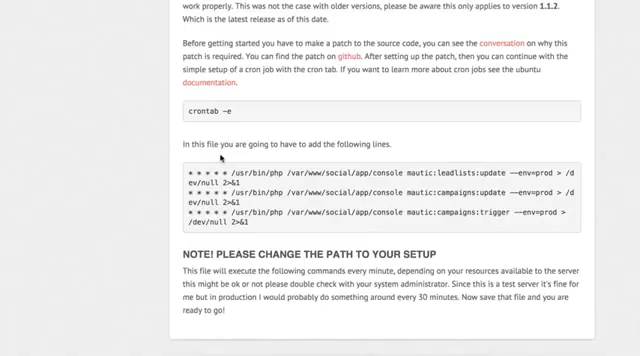 work properly. This was not the case with older versions, please be aware this only applies to version 1.1.2.
Which is the latest release as of this date.
Before getting started you have to make a patch to the source code, you can see the conversation on why this
patch is required. You can find the patch on github. After setting up the patch, then you can continue with the
simple setup of a cron job with the cron tab. If you want to learn more about cron jobs see the ubuntu
documentation.
crontab -e
In this file you are going to have to add the following lines.
* * * * * /usr/bin/php /var/www/social/app/console mautic:leadlists:update --env=prod > /d
ev/null 2>&1
* * * * * /usr/bin/php /var/www/social/app/console mautic:campaigns:update --env=prod > /d
ev/null 2>&1
* * * * * /usr/bin/php /var/www/social/app/console mautic:campaigns:trigger --env=prod >
/dev/null 2>&1
NOTE! PLEASE CHANGE THE PATH TO YOUR SETUP
This file will execute the following commands every minute, depending on your resources available to the server
this might be ok or not please double check with your system administrator. Since this is a test server it's fine for
me but in production I would probably do something around every 30 minutes. Now save that file and you are
ready to go!